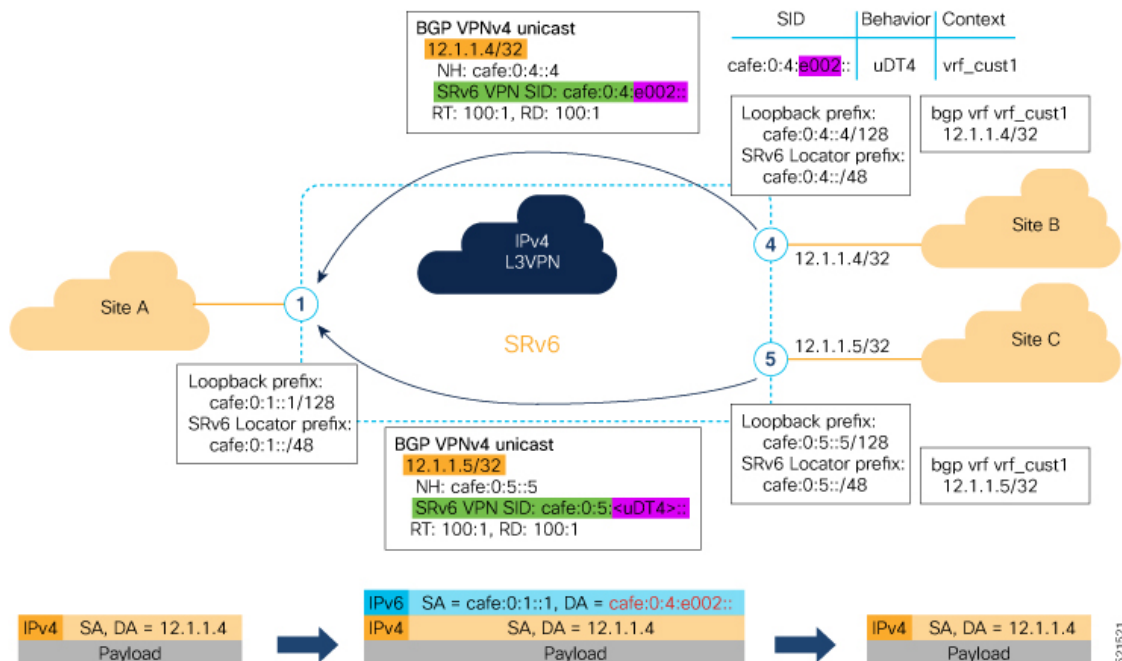 BGP VPNv4 unicast
12.1.1.4/32
NH: cafe:0:4::4
SRv6 VPN SID: cafe:0:4:e002::
RT: 100:1, RD: 100:1
SID Behavior Context
cafe:0:4:e002:: uDT4 vrf_cust1
Loopback prefix:
cafe:0:4::4/128
SRv6 Locator prefix:
cafe:0:4::/48
bgp vrf vrf_cust1
12.1.1.4/32
IPv4
L3VPN
Site A
1
4
12.1.1.4/32
Site B
SRv6
5
12.1.1.5/32
Site C
Loopback prefix:
cafe:0:1::1/128
SRv6 Locator prefix:
cafe:0:1::/48
BGP VPNv4 unicast
12.1.1.5/32
NH: cafe:0:5::5
SRv6 VPN SID: cafe:0:5:<uDT4>::
RT: 100:1, RD: 100:1
Loopback prefix:
cafe:0:5::5/128
SRv6 Locator prefix:
cafe:0:5::/48
bgp vrf vrf_cust1
12.1.1.5/32
IPv4 SA, DA = 12.1.1.4
Payload
IPv6 SA = cafe:0:1::1, DA = cafe:0:4:e002::
IPv4 SA, DA = 12.1.1.4
Payload
IPv4 SA, DA = 12.1.1.4
Payload
521521